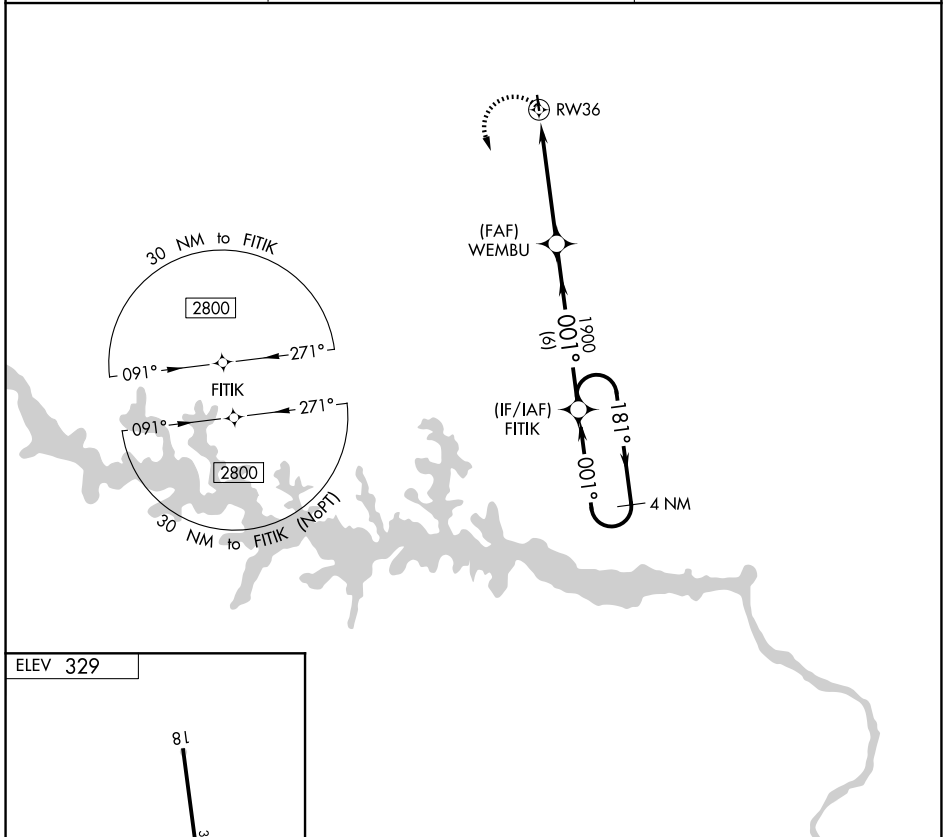 RW36
(FAF)
WEMBU
30 NM to FITIK
2800
1900
001°
(6)
091°
271°
FITIK
(IF/IAF)
FITIK
181°
091°
271°
2800
001°
4 NM
30 NM to FITIK (NoPT)
ELEV 329
18
3